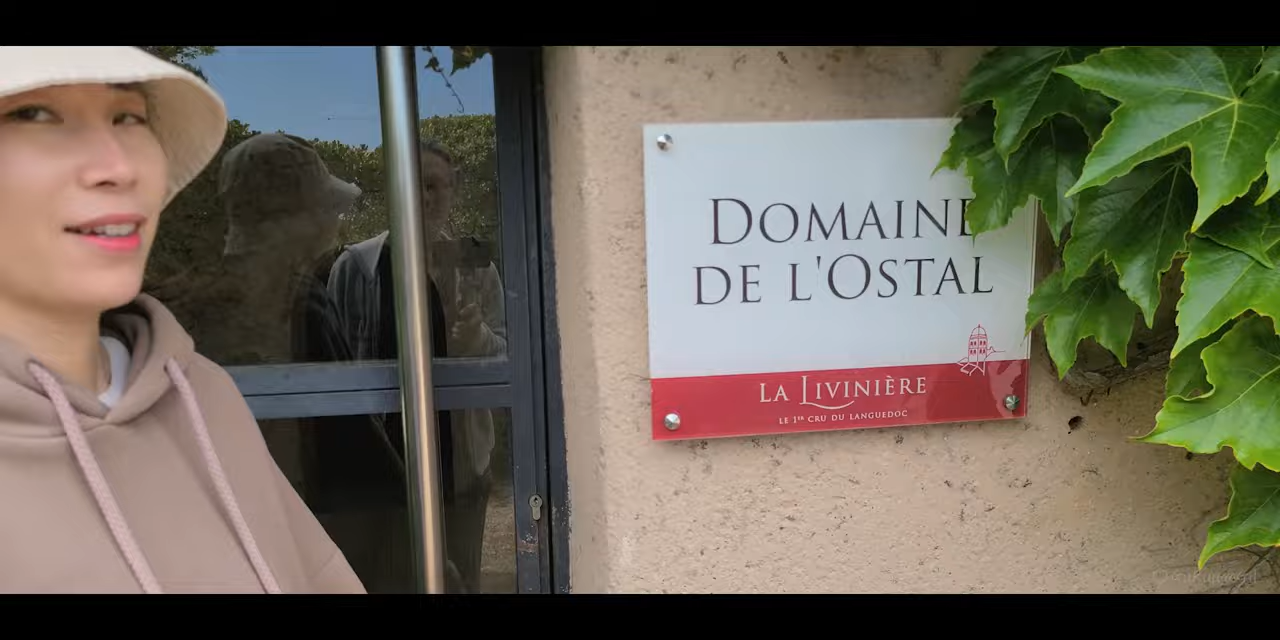 DOMAINE
DE L'OSTAL
LA LIVINIÈRE
LE 1ER CRU DU LANGUEDOC